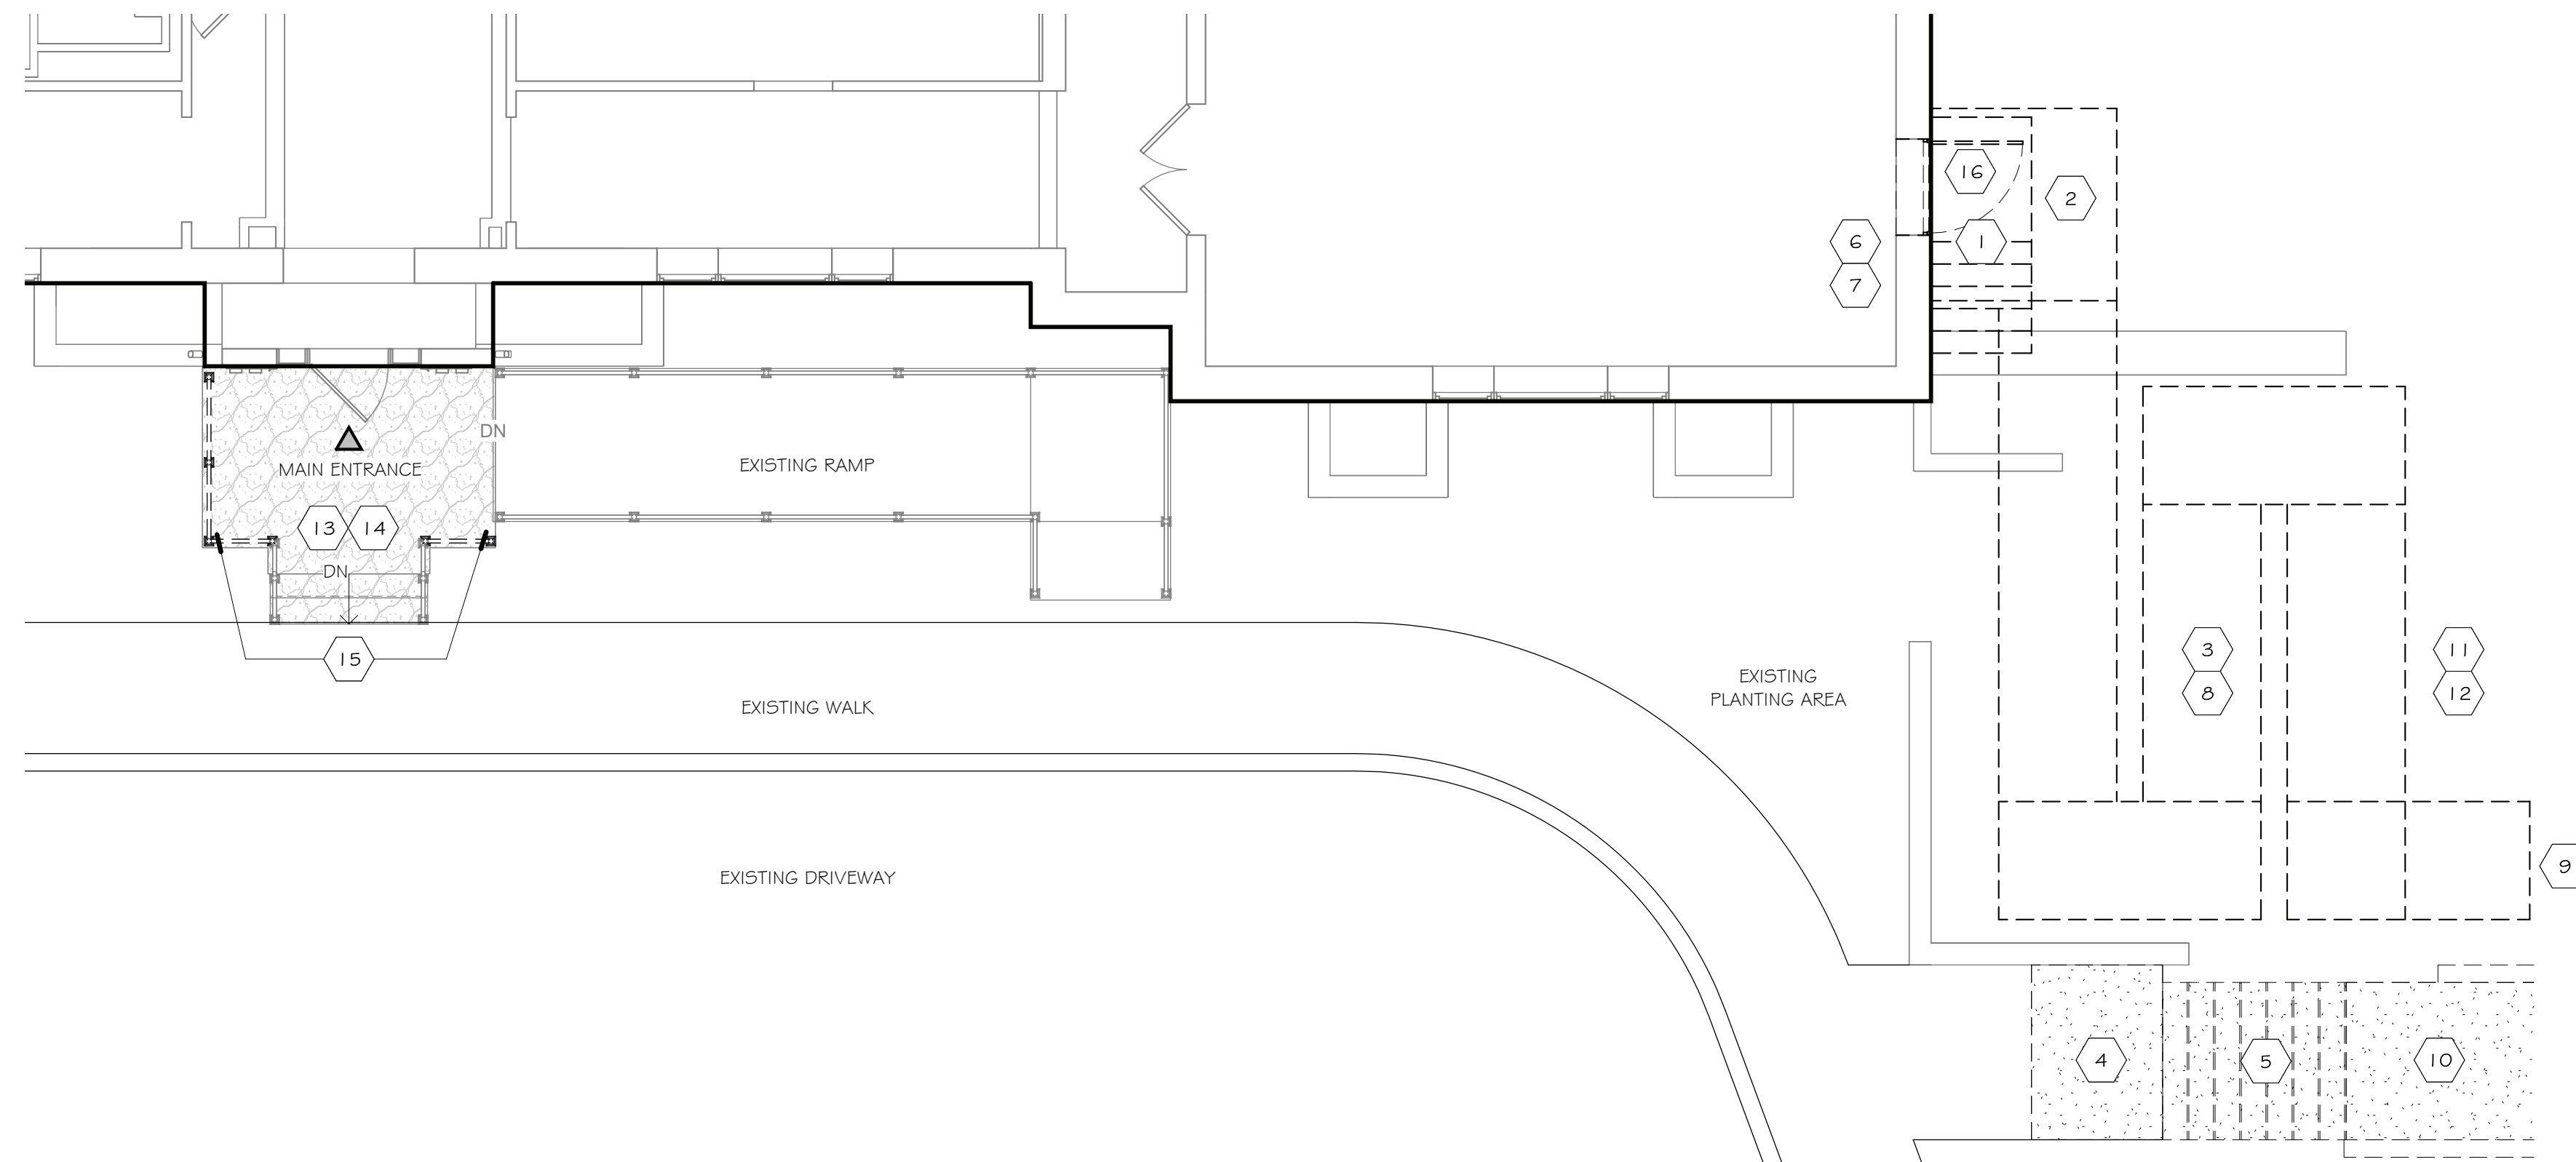 16
2
6
1
7
DN
EXISTING RAMP
MAIN ENTRANCE
13
14
DN
15
3
11
8
12
EXISTING
PLANTING AREA
EXISTING WALK
9
EXISTING DRIVEWAY
4
5
10